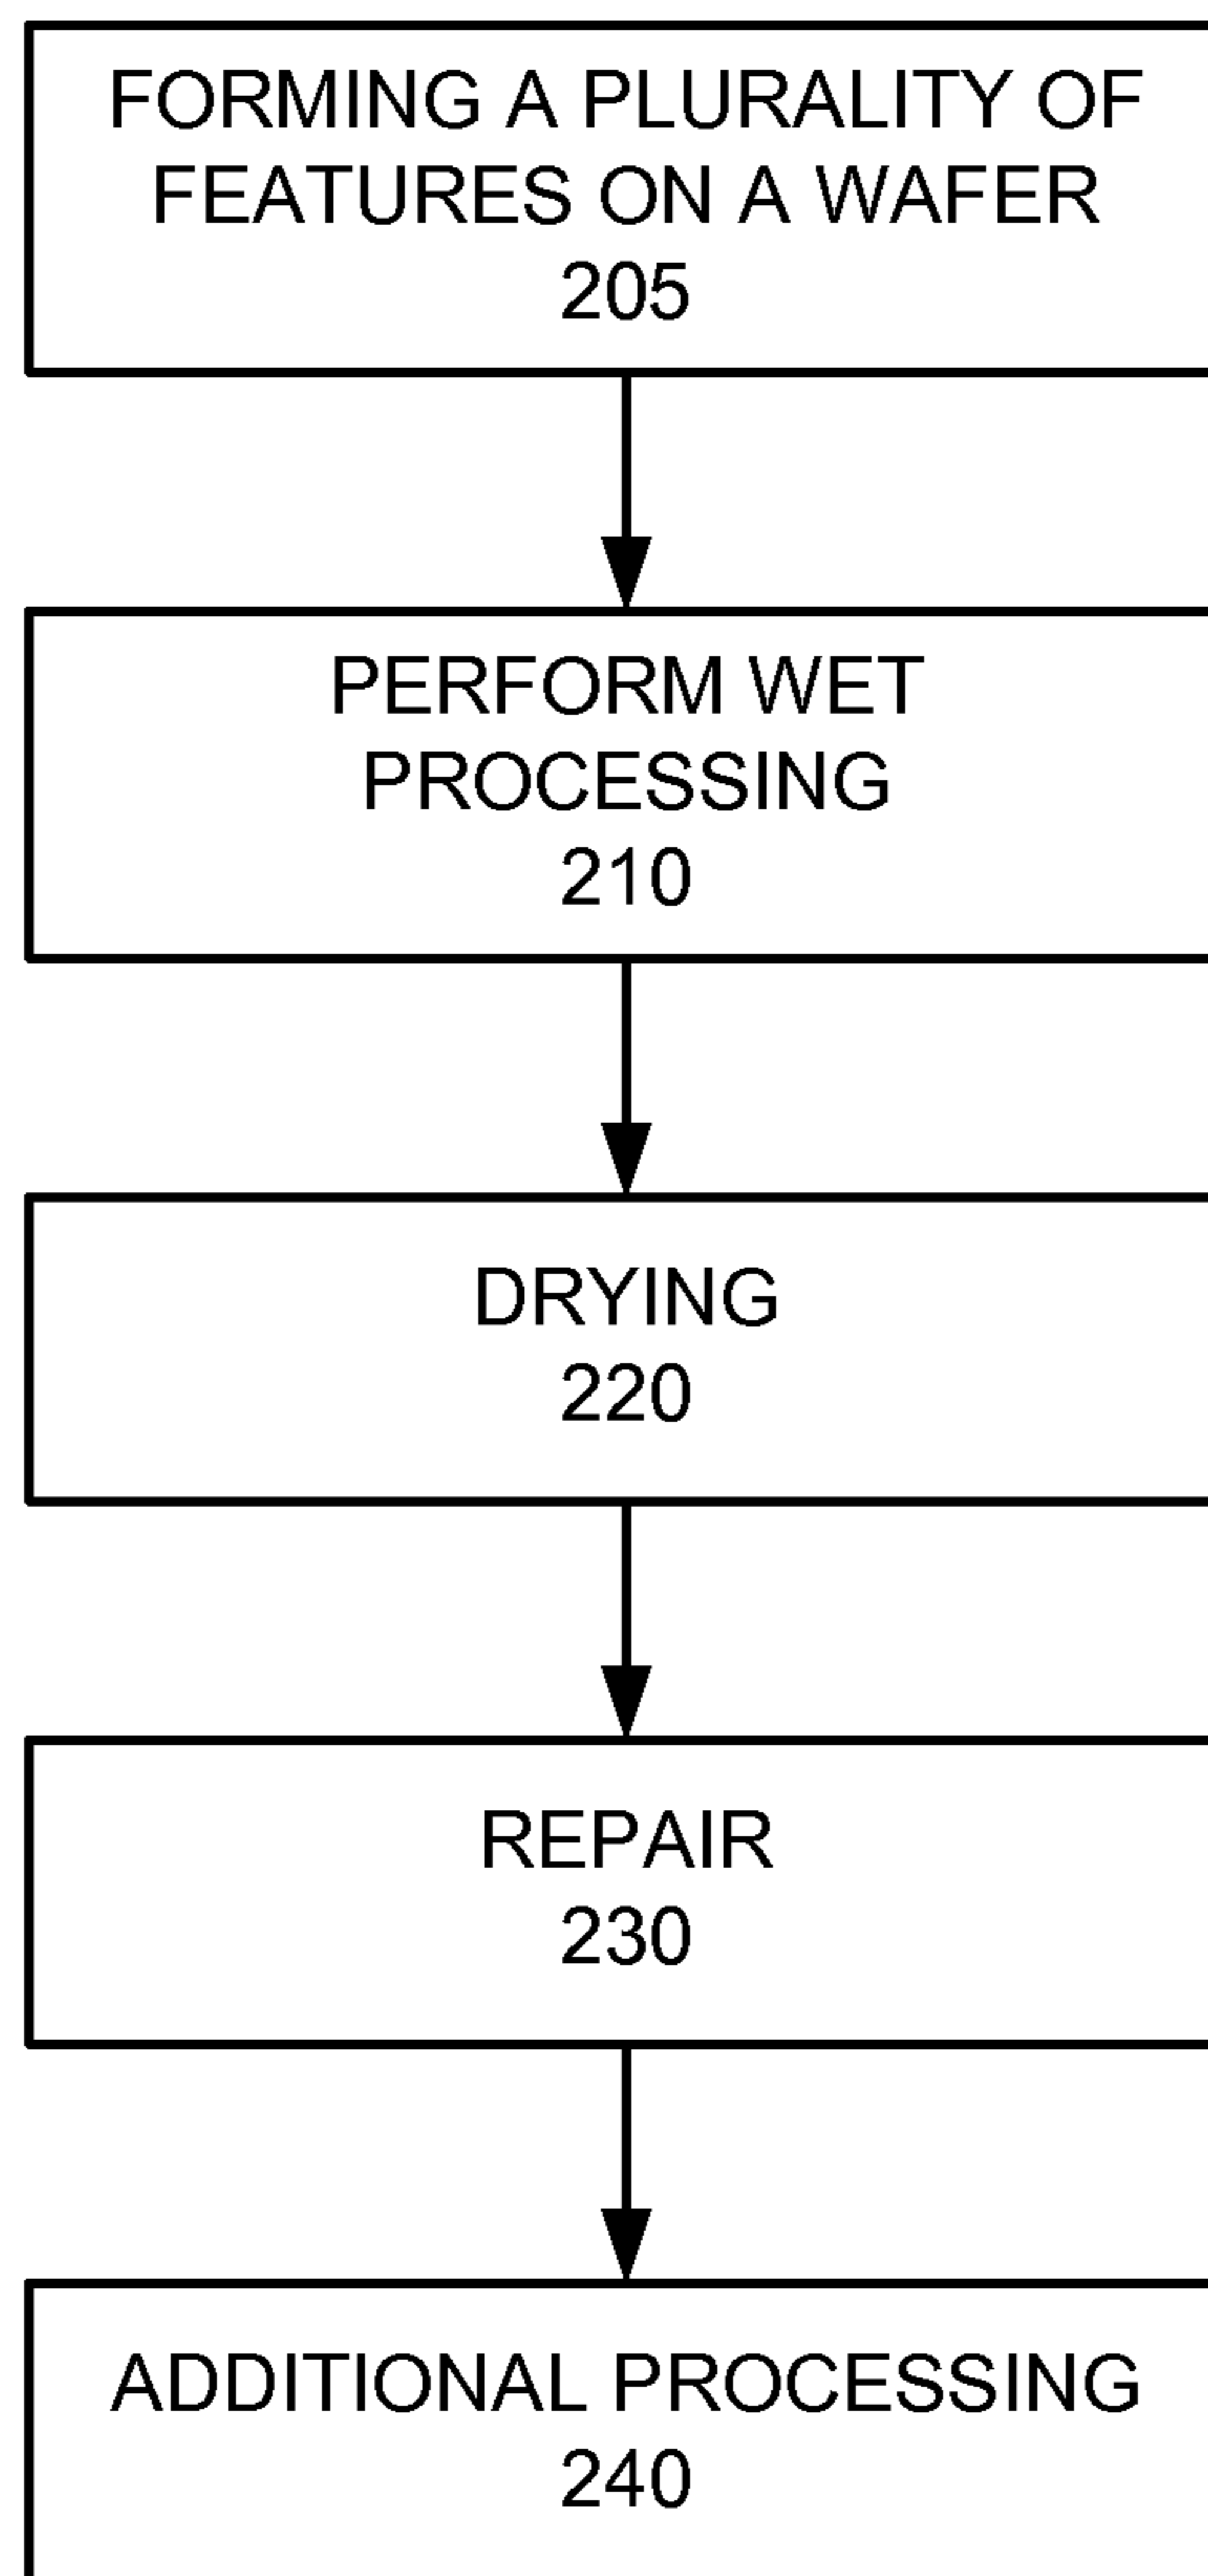 FORMING A PLURALITY OF
FEATURES ON A WAFER
205
PERFORM WET
PROCESSING
210
DRYING
220
REPAIR
230
ADDITIONAL PROCESSING
240